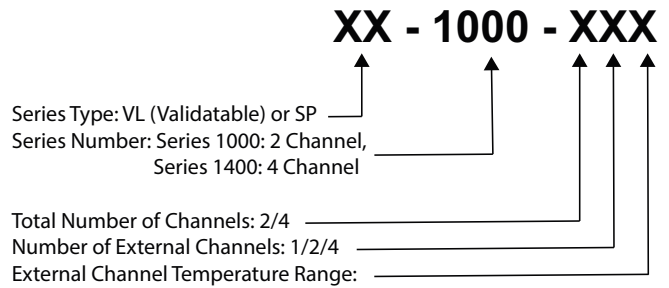 XX - 1000 - XXX
Series Type: VL (Validatable) or SP
Series Number: Series 1000: 2 Channel,
Series 1400: 4 Channel
Total Number of Channels: 2/4
Number of External Channels: 1/2/4
External Channel Temperature Range: